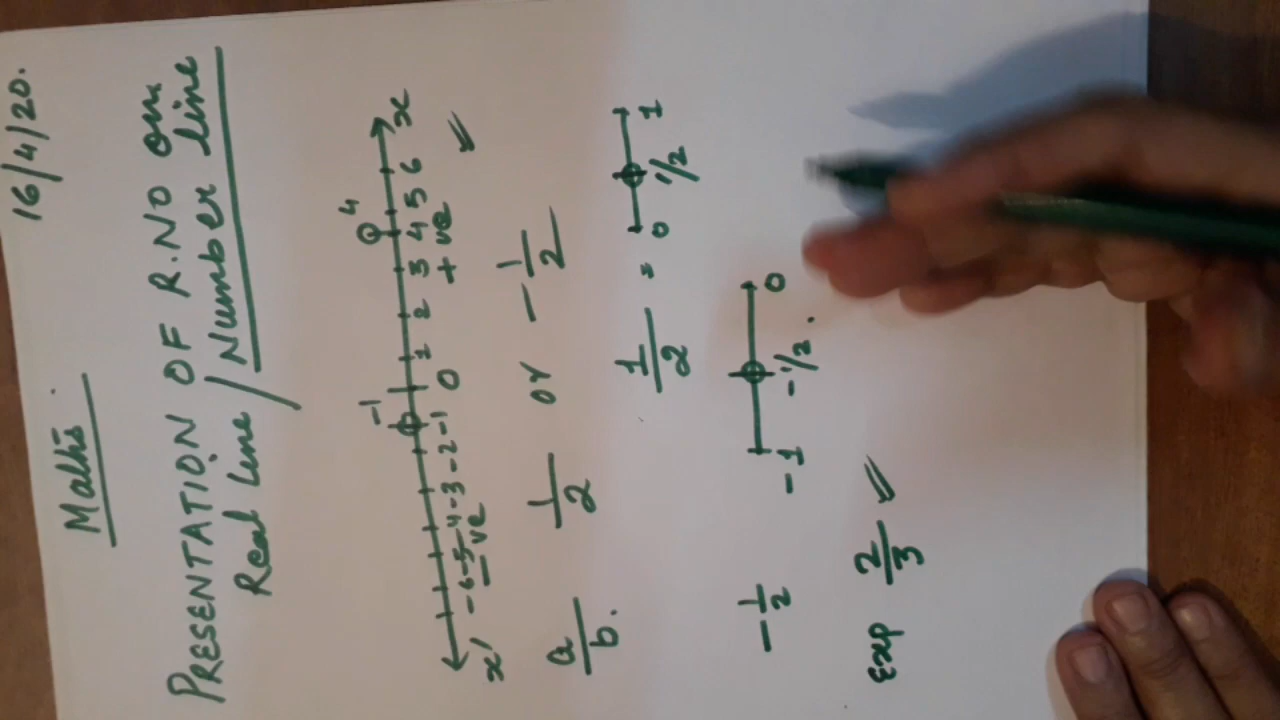 16/4/20.
Maths.
PRESENTATION OF R.NO on
Real Line / Number line
-1 4
-6 -5 -4 -3 -2 -1 0 1 2 3 4 5 6
x' -ve +ve x
a/b. 1/2 or -1/2
1/2 = 0 1/2 1
-1/2 -1 -1/2. 0
exp 2/3